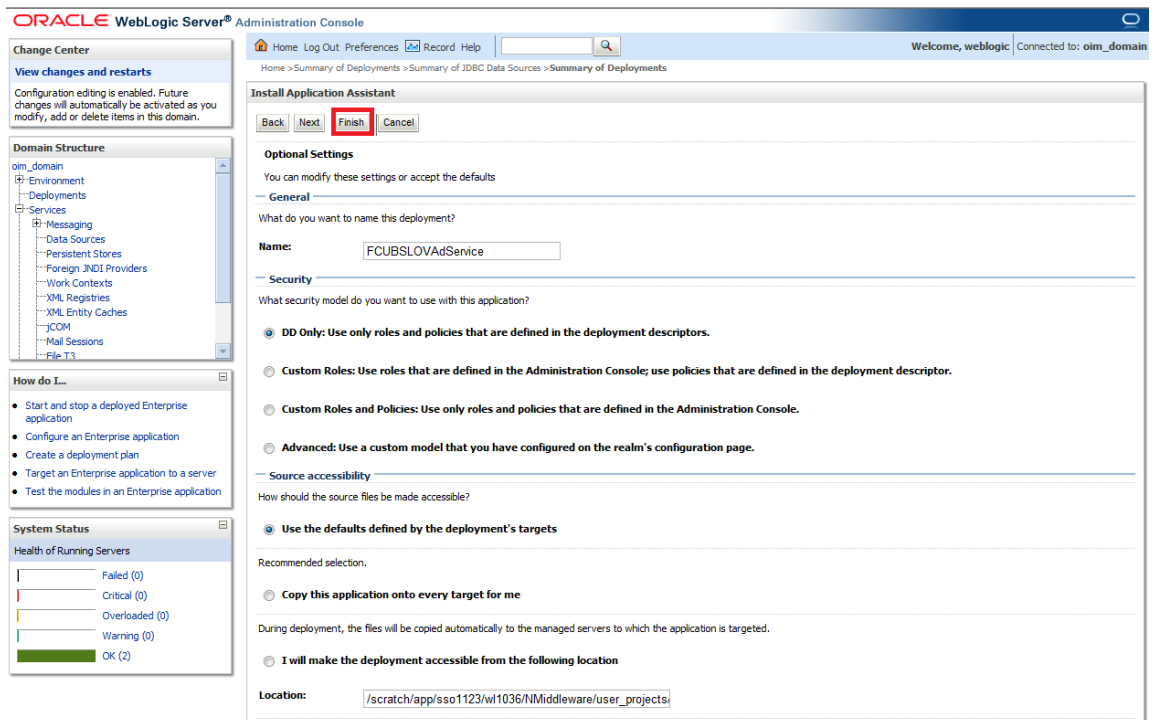 ORACLE WebLogic Server® Administration Console
Change Center
View changes and restarts
Configuration editing is enabled. Future
changes will automatically be activated as you
modify, add or delete items in this domain.
Domain Structure
oim_domain
Environment
Deployments
Services
Messaging
Data Sources
Persistent Stores
Foreign JNDI Providers
Work Contexts
XML Registries
XML Entity Caches
jCOM
Mail Sessions
File T3
How do I...
Start and stop a deployed Enterprise
application
Configure an Enterprise application
Create a deployment plan
Target an Enterprise application to a server
Test the modules in an Enterprise application
System Status
Health of Running Servers
Failed (0)
Critical (0)
Overloaded (0)
Warning (0)
OK (2)
Home Log Out Preferences Record Help
Welcome, weblogic Connected to: oim_domain
Home >Summary of Deployments >Summary of JDBC Data Sources >Summary of Deployments
Install Application Assistant
Back Next Finish Cancel
Optional Settings
You can modify these settings or accept the defaults
General
What do you want to name this deployment?
Name: FCUBSLOVAdService
Security
What security model do you want to use with this application?
DD Only: Use only roles and policies that are defined in the deployment descriptors.
Custom Roles: Use roles that are defined in the Administration Console; use policies that are defined in the deployment descriptor.
Custom Roles and Policies: Use only roles and policies that are defined in the Administration Console.
Advanced: Use a custom model that you have configured on the realm's configuration page.
Source accessibility
How should the source files be made accessible?
Use the defaults defined by the deployment's targets
Recommended selection.
Copy this application onto every target for me
During deployment, the files will be copied automatically to the managed servers to which the application is targeted.
I will make the deployment accessible from the following location
Location: /scratch/app/sso1123/wl1036/NMiddleware/user_projects/